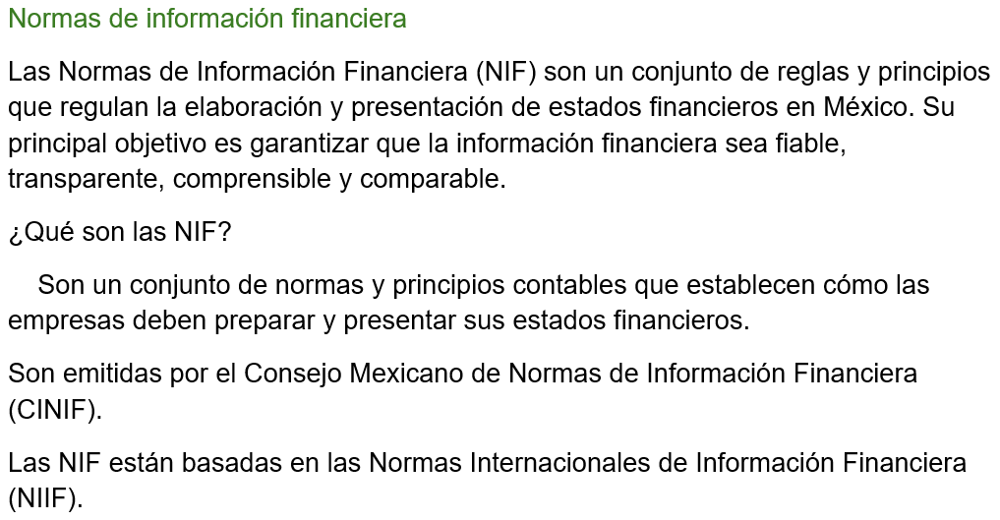 Normas de información financiera
Las Normas de Información Financiera (NIF) son un conjunto de reglas y principios
que regulan la elaboración y presentación de estados financieros en México. Su
principal objetivo es garantizar que la información financiera sea fiable,
transparente, comprensible y comparable.
¿Qué son las NIF?
Son un conjunto de normas y principios contables que establecen cómo las
empresas deben preparar y presentar sus estados financieros.
Son emitidas por el Consejo Mexicano de Normas de Información Financiera
(CINIF).
Las NIF están basadas en las Normas Internacionales de Información Financiera
(NIIF).